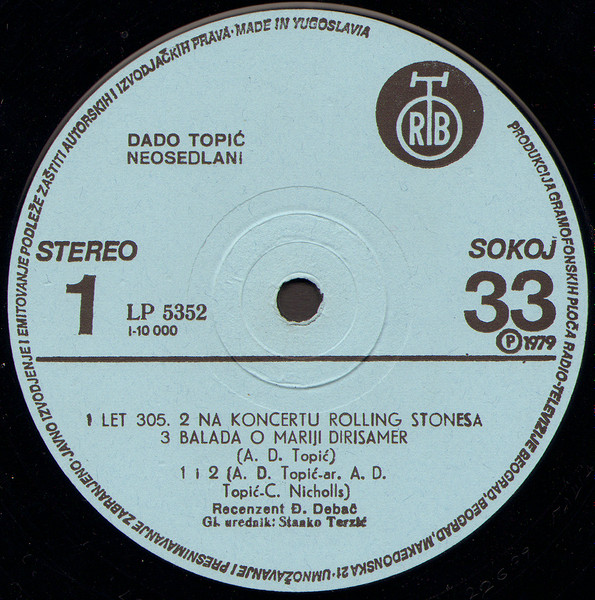 JAVNO IZVODJENJE I EMITOVANJE PODLEŽE ZAŠTITI AUTORSKIH I IZVODJAČKIH PRAVA · MADE IN YUGOSLAVIA
PRODUKCIJA GRAMOFONSKIH PLOČA RADIO-TELEVIZIJE BEOGRAD, BEOGRAD, MAKEDONSKA 21 · UMNOŽAVANJE I PRESNIMAVANJE ZABRANJENO ·
RTB
DADO TOPIĆ
NEOSEDLANI
STEREO
SOKOJ
1
LP 5352
33
I-10 000
Ⓟ 1979
1 LET 305. 2 NA KONCERTU ROLLING STONESA
3 BALADA O MARIJI DIRISAMER
(A. D. Topić)
1 i 2 (A. D. Topić-ar. A. D.
Topić-C. Nicholls)
Recenzent Đ. Debač
Gl. urednik: Stanko Terzić